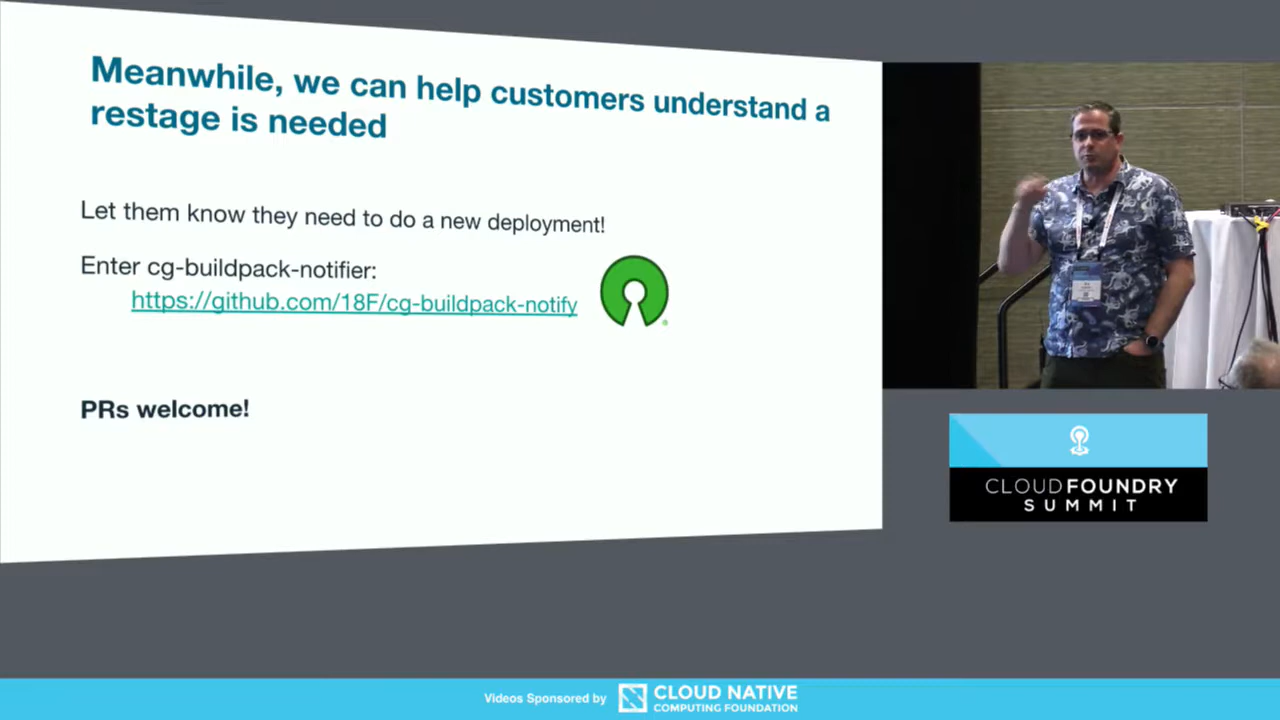 Meanwhile, we can help customers understand a
restage is needed
Let them know they need to do a new deployment!
Enter cg-buildpack-notifier:
https://github.com/18F/cg-buildpack-notify
PRs welcome!
CLOUDFOUNDRY
SUMMIT
Videos Sponsored by
CLOUD NATIVE
COMPUTING FOUNDATION